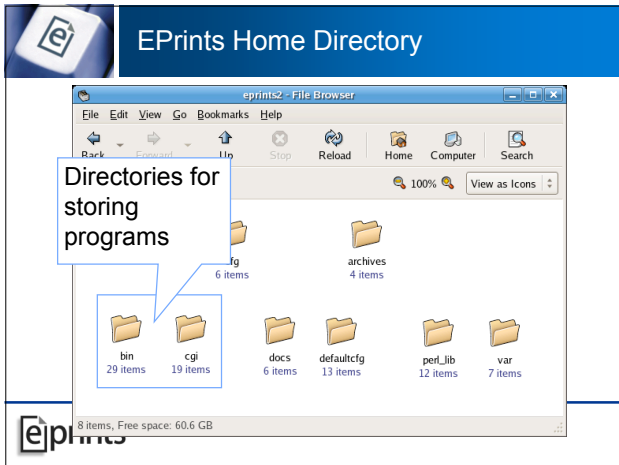 EPrints Home Directory
eprints2 - File Browser
File Edit View Go Bookmarks Help
Back Forward Up Stop Reload Home Computer Search
Directories for
storing
programs
100% View as Icons
fg archives
6 items 4 items
bin cgi docs defaultcfg perl_lib var
29 items 19 items 6 items 13 items 12 items 7 items
8 items, Free space: 60.6 GB
eprints